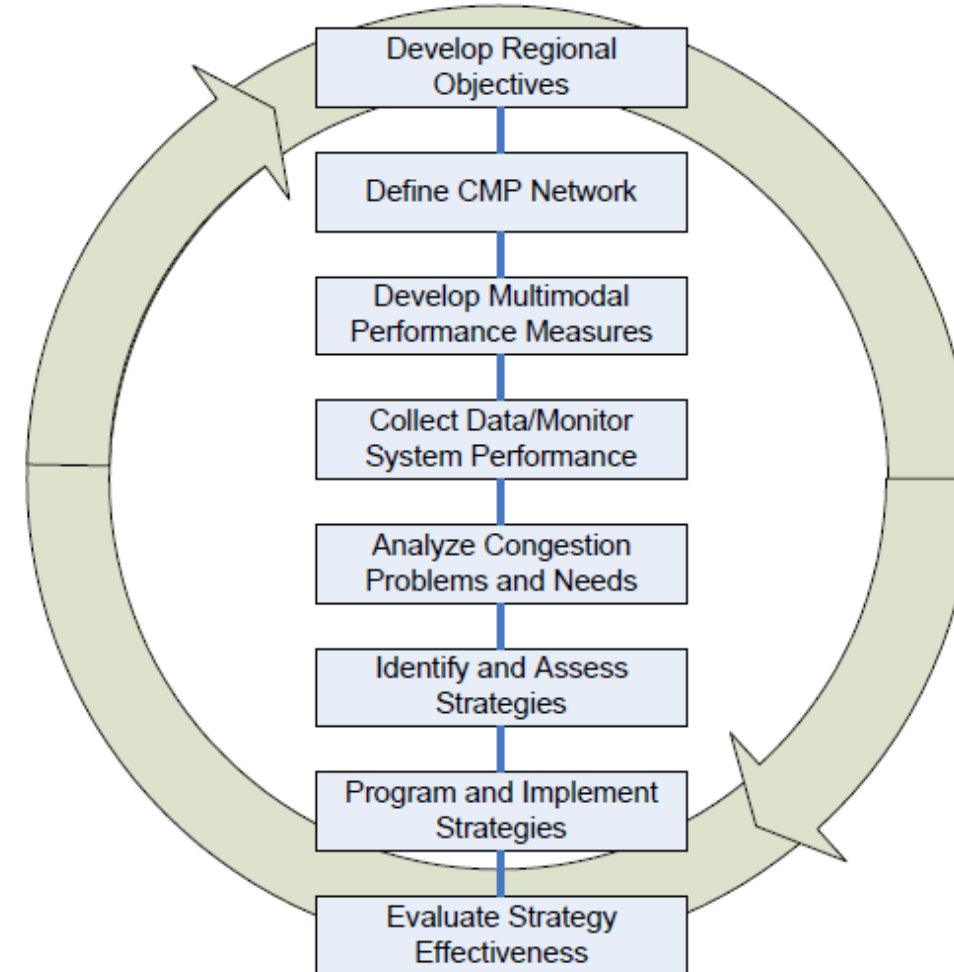 Develop Regional
Objectives
Define CMP Network
Develop Multimodal
Performance Measures
Collect Data/Monitor
System Performance
Analyze Congestion
Problems and Needs
Identify and Assess
Strategies
Program and Implement
Strategies
Evaluate Strategy
Effectiveness